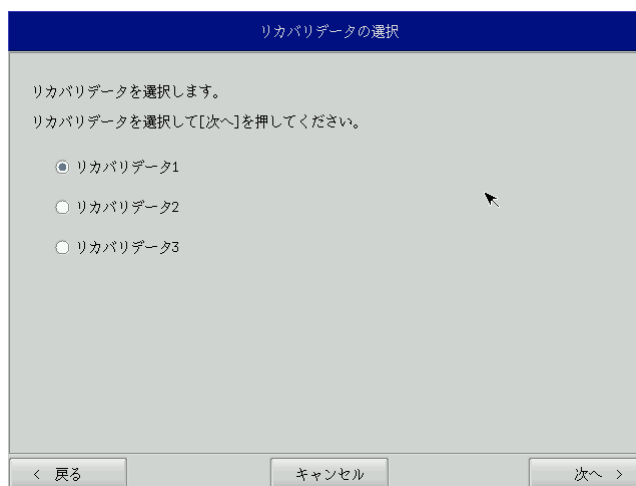 リカバリデータの選択
リカバリデータを選択します。
リカバリデータを選択して[次へ]を押してください。
リカバリデータ1
リカバリデータ2
リカバリデータ3
< 戻る
キャンセル
次へ >